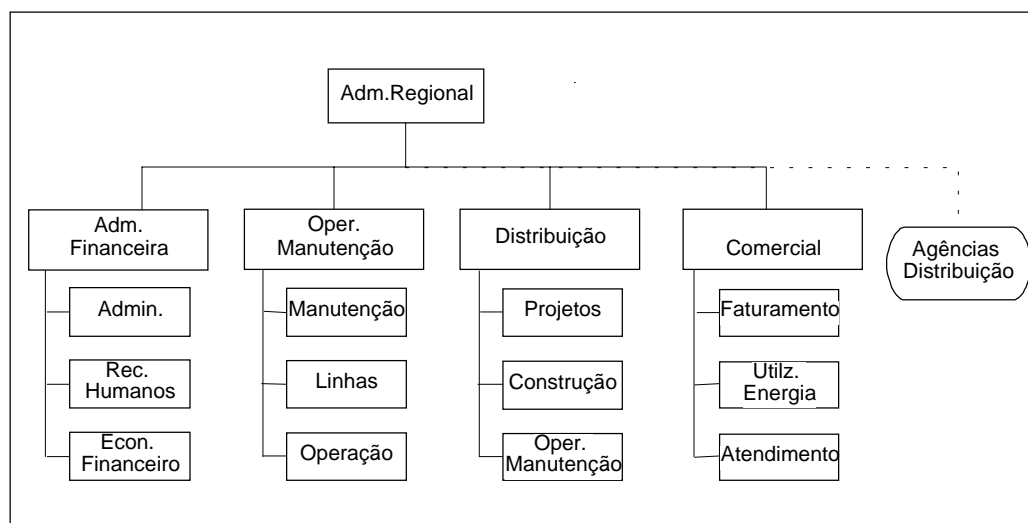 Adm.Regional
Adm.
Financeira
Oper.
Manutenção
Distribuição
Comercial
Agências
Distribuição
Admin.
Manutenção
Projetos
Faturamento
Rec.
Humanos
Linhas
Construção
Utilz.
Energia
Econ.
Financeiro
Operação
Oper.
Manutenção
Atendimento